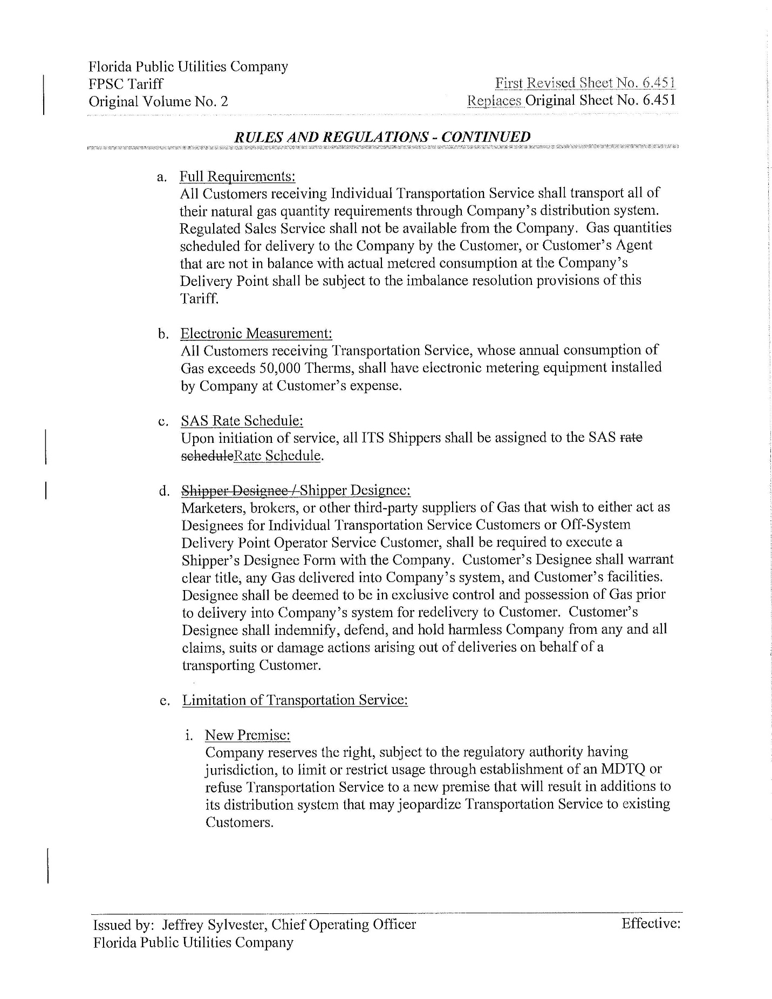 Florida Public Utilities Company
FPSC Tariff
First Revised Sheet No. 6.451
Original Volume No. 2
Replaces Original Sheet No. 6.451
RULES AND REGULATIONS - CONTINUED
a. Full Requirements:
All Customers receiving Individual Transportation Service shall transport all of
their natural gas quantity requirements through Company's distribution system.
Regulated Sales Service shall not be available from the Company. Gas quantities
scheduled for delivery to the Company by the Customer, or Customer's Agent
that are not in balance with actual metered consumption at the Company's
Delivery Point shall be subject to the imbalance resolution provisions of this
Tariff.
b. Electronic Measurement:
All Customers receiving Transportation Service, whose annual consumption of
Gas exceeds 50,000 Therms, shall have electronic metering equipment installed
by Company at Customer's expense.
c. SAS Rate Schedule:
Upon initiation of service, all ITS Shippers shall be assigned to the SAS rate
scheduleRate Schedule.
d. Shipper Designee / Shipper Designee:
Marketers, brokers, or other third-party suppliers of Gas that wish to either act as
Designees for Individual Transportation Service Customers or Off-System
Delivery Point Operator Service Customer, shall be required to execute a
Shipper's Designee Form with the Company. Customer's Designee shall warrant
clear title, any Gas delivered into Company's system, and Customer's facilities.
Designee shall be deemed to be in exclusive control and possession of Gas prior
to delivery into Company's system for redelivery to Customer. Customer's
Designee shall indemnify, defend, and hold harmless Company from any and all
claims, suits or damage actions arising out of deliveries on behalf of a
transporting Customer.
e. Limitation of Transportation Service:
i. New Premise:
Company reserves the right, subject to the regulatory authority having
jurisdiction, to limit or restrict usage through establishment of an MDTQ or
refuse Transportation Service to a new premise that will result in additions to
its distribution system that may jeopardize Transportation Service to existing
Customers.
Issued by: Jeffrey Sylvester, Chief Operating Officer
Effective:
Florida Public Utilities Company